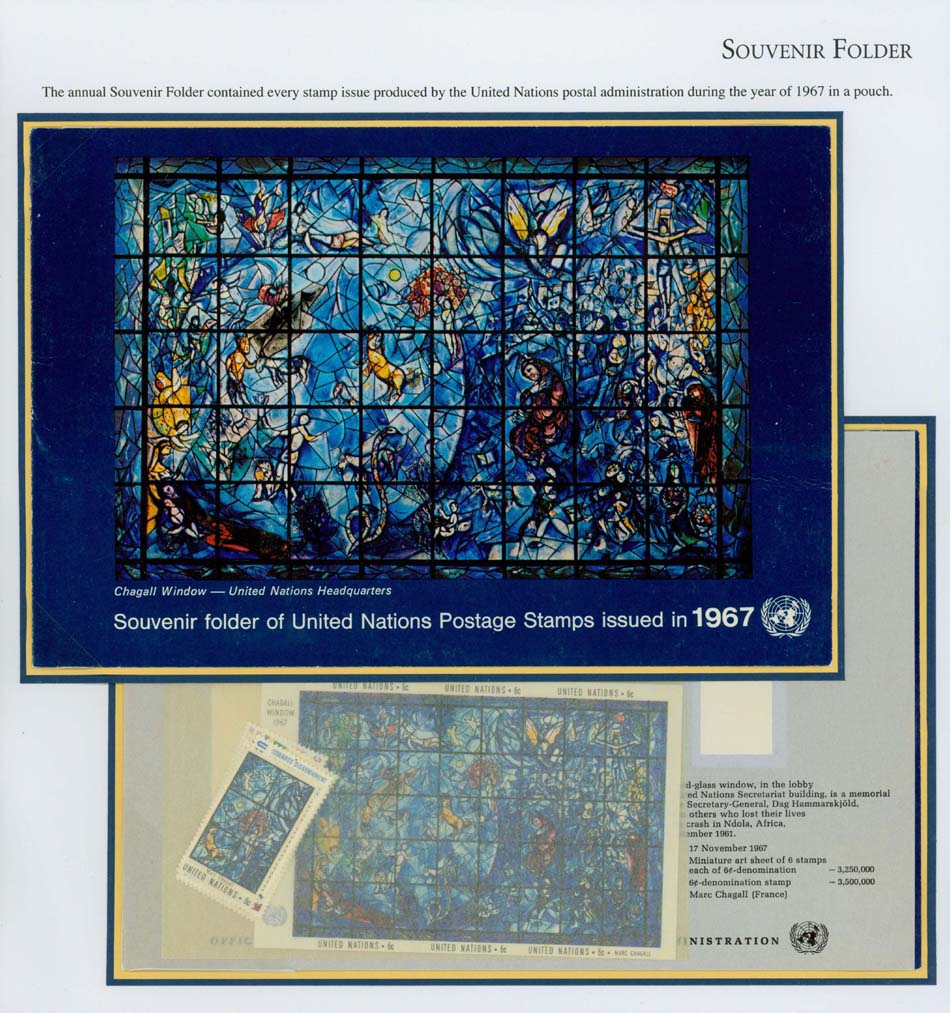 SOUVENIR FOLDER
The annual Souvenir Folder contained every stamp issue produced by the United Nations postal administration during the year of 1967 in a pouch.
Chagall Window — United Nations Headquarters
Souvenir folder of United Nations Postage Stamps issued in 1967
UNITED NATIONS • 6c
UNITED NATIONS • 6c
UNITED NATIONS • 6c
CHAGALL
WINDOW
1967
TOWARDS DISARMAMENT
UNITED NATIONS • 6c
UNITED NATIONS • 6c
UNITED NATIONS • 6c
UNITED NATIONS • 6c • MARC CHAGALL
d-glass window, in the lobby
ed Nations Secretariat building, is a memorial
Secretary-General, Dag Hammarskjöld,
others who lost their lives
crash in Ndola, Africa,
ember 1961.
17 November 1967
Miniature art sheet of 6 stamps
each of 6¢-denomination — 3,250,000
6¢-denomination stamp — 3,500,000
Marc Chagall (France)
OFFIC
NISTRATION